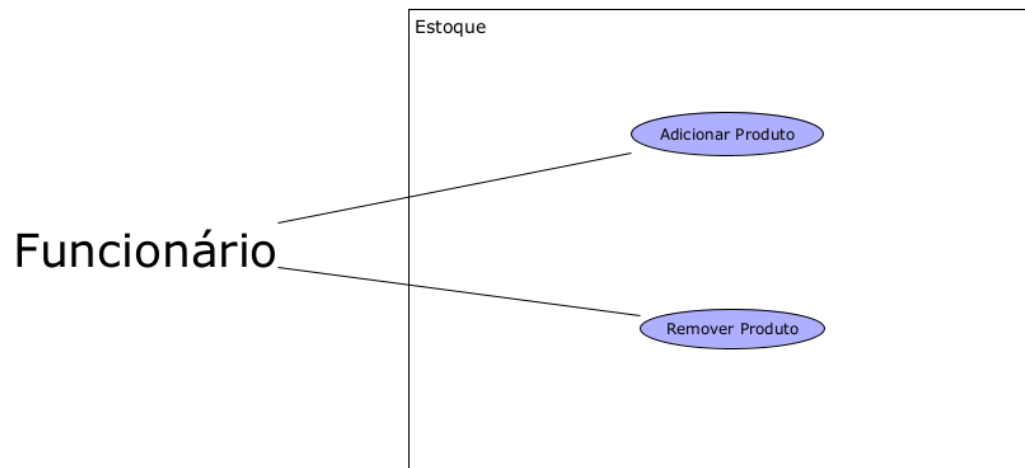 Estoque
Adicionar Produto
Funcionário
Remover Produto